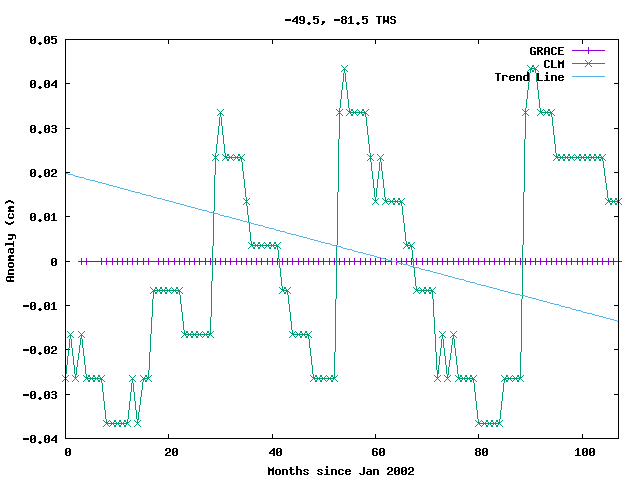 -49.5, -81.5 TWS
GRACE
CLM
Trend Line
0.05
0.04
0.03
0.02
0.01
0
-0.01
-0.02
-0.03
-0.04
Anomaly (cm)
0 20 40 60 80 100
Months since Jan 2002